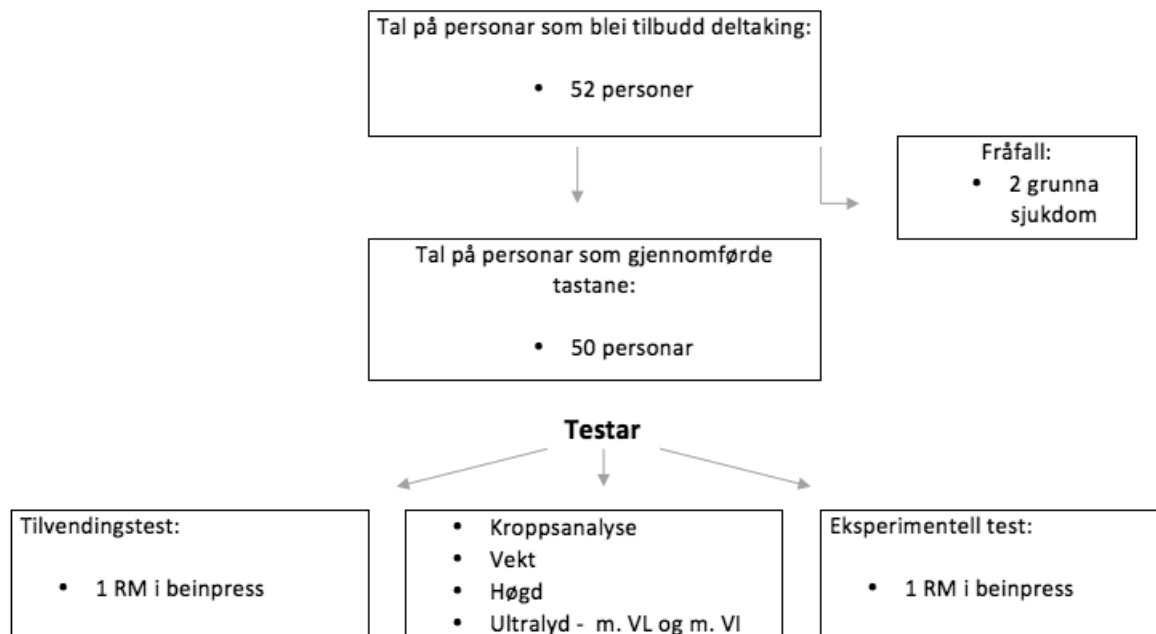 Tal på personar som blei tilbudd deltaking:
• 52 personer
Fråfall:
• 2 grunna
sjukdom
Tal på personar som gjennomførde
tastane:
• 50 personar
Testar
Tilvendingstest:
• 1 RM i beinpress
• Kroppsanalyse
• Vekt
• Høgd
• Ultralyd - m. VL og m. VI
Eksperimentell test:
• 1 RM i beinpress